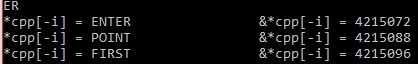 ER
*cpp[-i] = ENTER &*cpp[-i] = 4215072
*cpp[-i] = POINT &*cpp[-i] = 4215088
*cpp[-i] = FIRST &*cpp[-i] = 4215096